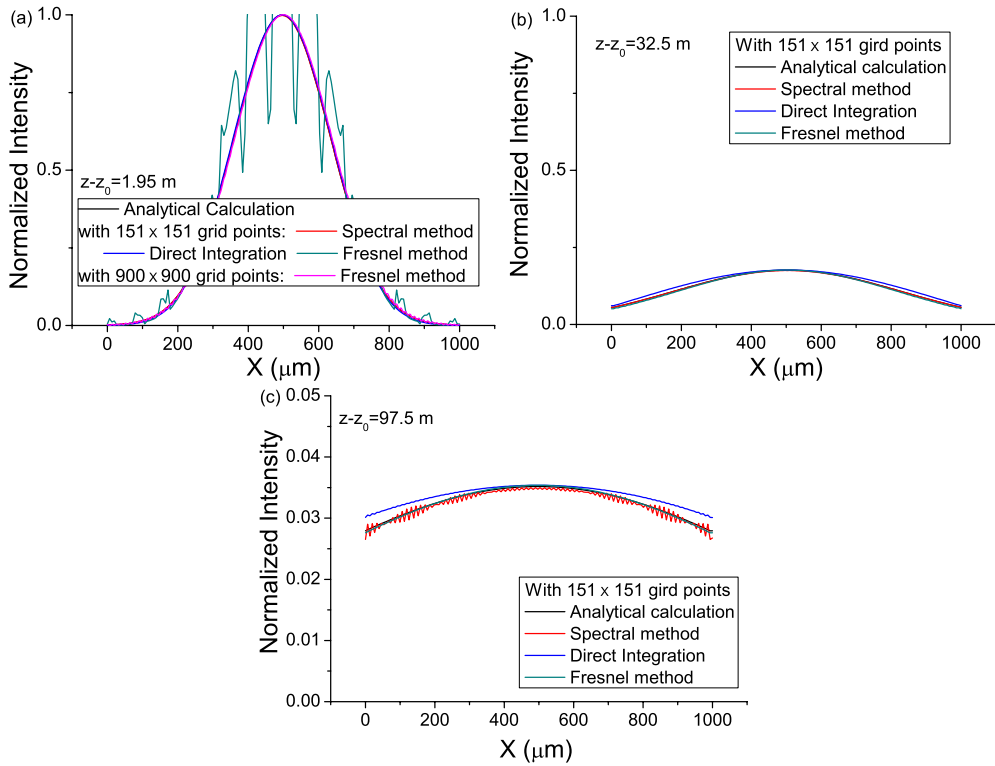 (a)
1.0
0.5
0.0
Normalized Intensity
z-z0=1.95 m
Analytical Calculation
with 151 x 151 grid points: Spectral method
Direct Integration Fresnel method
with 900 x 900 grid points: Fresnel method
0 200 400 600 800 1000
X (μm)
(b)
1.0
0.5
0.0
Normalized Intensity
z-z0=32.5 m
With 151 x 151 gird points
Analytical calculation
Spectral method
Direct Integration
Fresnel method
0 200 400 600 800 1000
X (μm)
(c)
0.05
0.04
0.03
0.02
0.01
0.00
Normalized Intensity
z-z0=97.5 m
With 151 x 151 gird points
Analytical calculation
Spectral method
Direct Integration
Fresnel method
0 200 400 600 800 1000
X (μm)